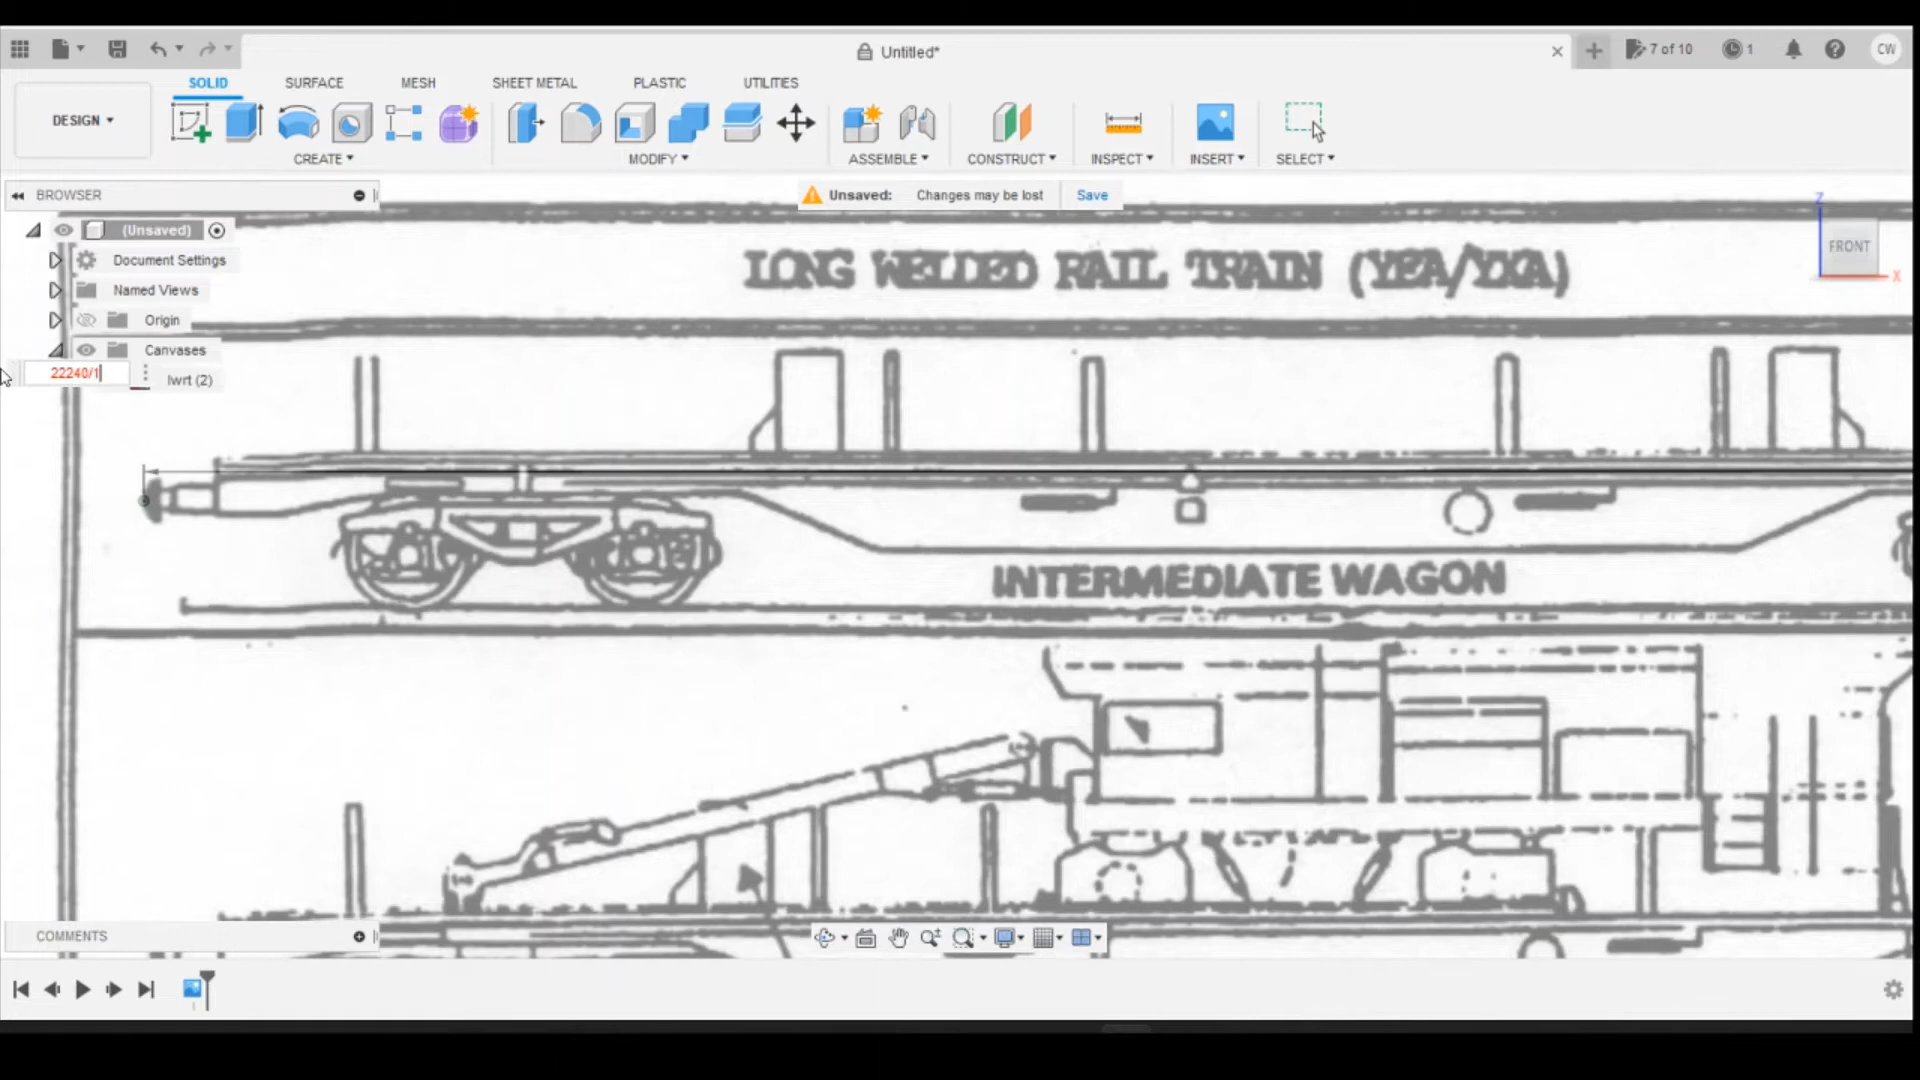 Untitled*
7 of 10
1
CW
SOLID
SURFACE
MESH
SHEET METAL
PLASTIC
UTILITIES
DESIGN
CREATE
MODIFY
ASSEMBLE
CONSTRUCT
INSPECT
INSERT
SELECT
BROWSER
Unsaved: Changes may be lost Save
(Unsaved)
Document Settings
Named Views
Origin
Canvases
22240/1
lwrt (2)
Z
FRONT
X
LONG WELDED RAIL TRAIN (YEA/YXA)
INTERMEDIATE WAGON
COMMENTS